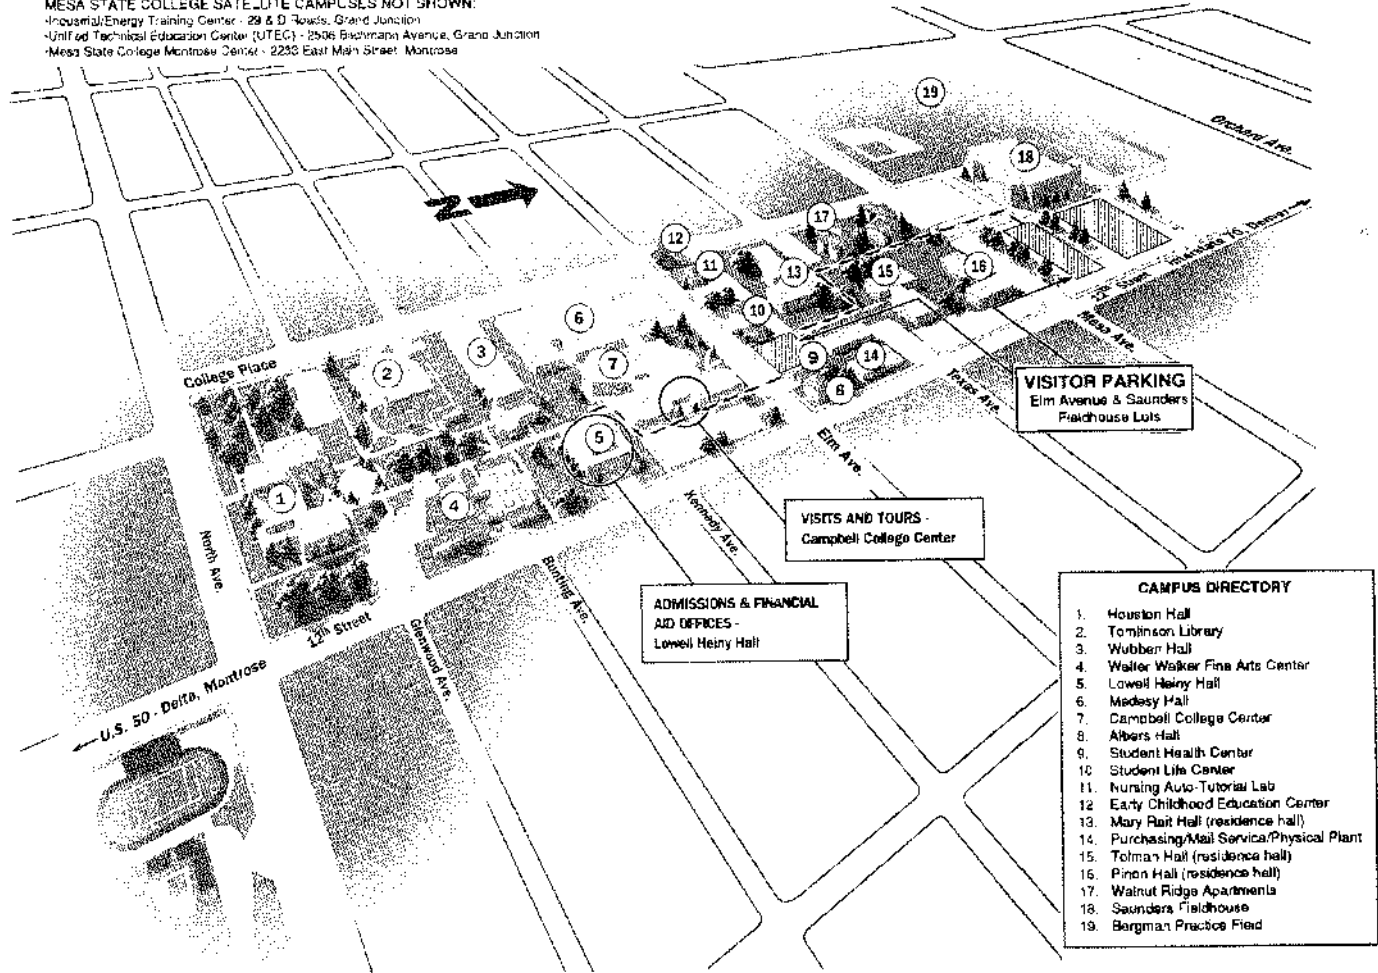 MESA STATE COLLEGE SATELLITE CAMPUSES NOT SHOWN:
-Industrial/Energy Training Center - 29 & D Roads, Grand Junction
-Unified Technical Education Center (UTEC) - 2506 Bachmann Avenue, Grand Junction
-Mesa State College Montrose Center - 2233 East Main Street, Montrose
19
Orchard Ave.
18
N
17
12
11
13
15
16
12th Street
Interstate 70, Denver
10
6
Mesa Ave.
3
College Place
2
7
9
14
8
Texas Ave.
VISITOR PARKING
Elm Avenue & Saunders
Fieldhouse Lots
5
Elm Ave.
1
4
Kennedy Ave.
VISITS AND TOURS -
Campbell College Center
North Ave.
Bunting Ave.
ADMISSIONS & FINANCIAL
AID OFFICES -
Lowell Heiny Hall
12th Street
Glenwood Ave.
U.S. 50 - Delta, Montrose
CAMPUS DIRECTORY
1. Houston Hall
2. Tomlinson Library
3. Wubben Hall
4. Walter Walker Fine Arts Center
5. Lowell Heiny Hall
6. Medesy Hall
7. Campbell College Center
8. Albers Hall
9. Student Health Center
10 Student Life Center
11. Nursing Auto-Tutorial Lab
12 Early Childhood Education Center
13. Mary Rait Hall (residence hall)
14. Purchasing/Mail Service/Physical Plant
15. Tolman Hall (residence hall)
16. Pinon Hall (residence hall)
17. Walnut Ridge Apartments
18. Saunders Fieldhouse
19. Bergman Practice Field